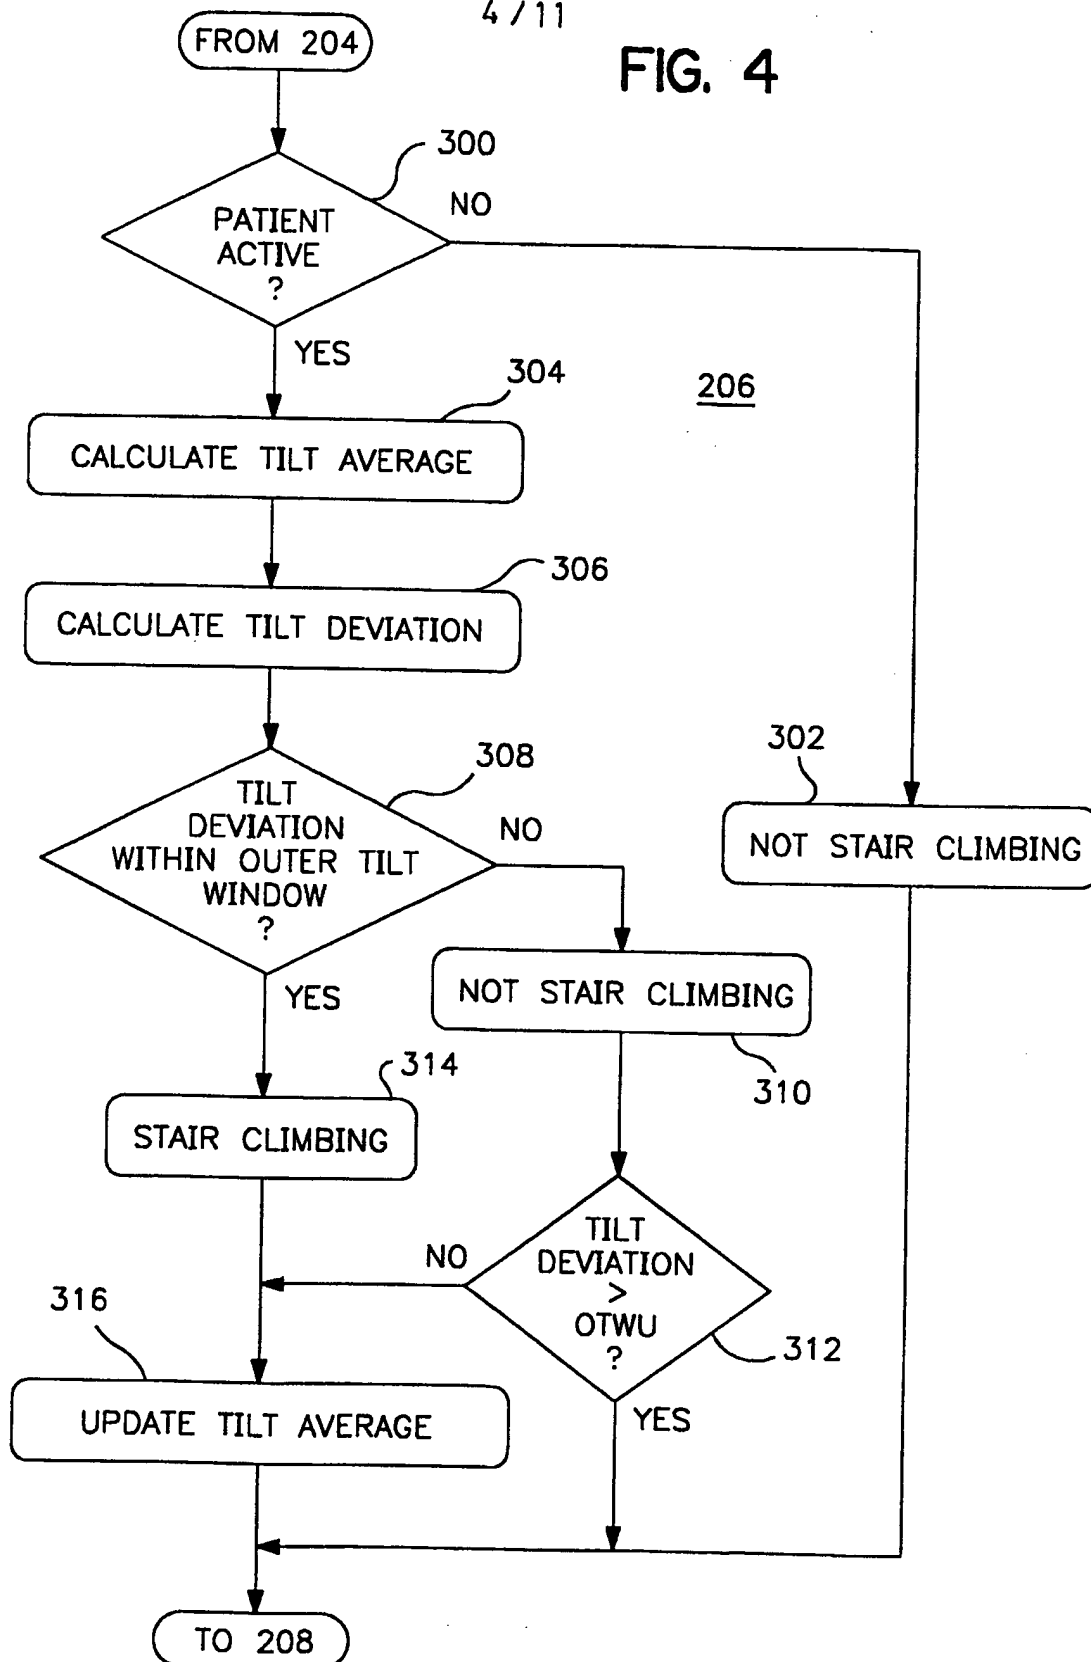 4/11
FIG. 4
FROM 204
300
PATIENT
ACTIVE
?
NO
YES
304
206
CALCULATE TILT AVERAGE
306
CALCULATE TILT DEVIATION
308
TILT
DEVIATION
WITHIN OUTER TILT
WINDOW
?
NO
YES
302
NOT STAIR CLIMBING
NOT STAIR CLIMBING
310
314
STAIR CLIMBING
TILT
DEVIATION
>
OTWU
?
NO
312
YES
316
UPDATE TILT AVERAGE
TO 208